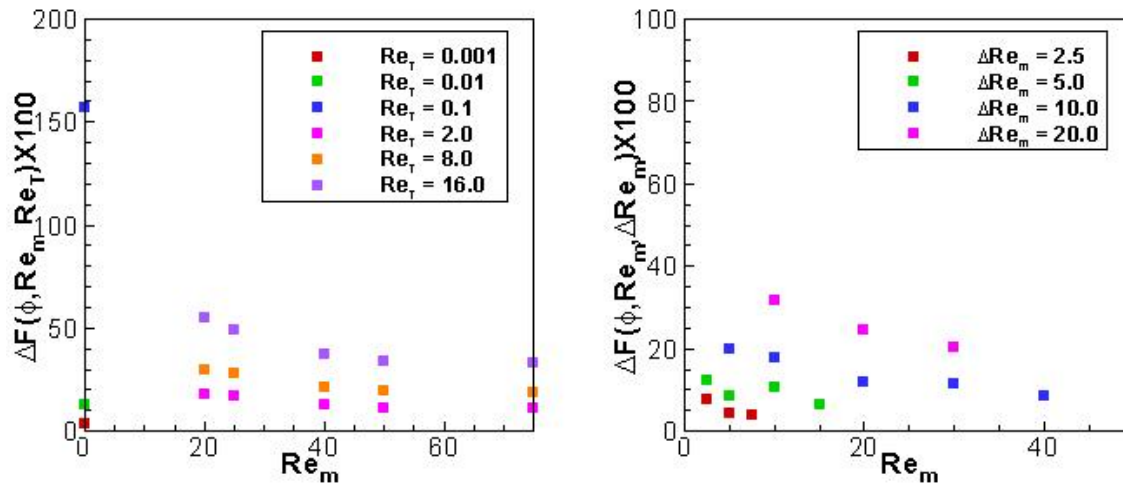 200
150
100
50
0
ΔF(ϕ,Re_m,Re_T)X100
Re_T = 0.001
Re_T = 0.01
Re_T = 0.1
Re_T = 2.0
Re_T = 8.0
Re_T = 16.0
0 20 40 60
Re_m
100
80
60
40
20
0
ΔF(ϕ,Re_m,ΔRe_m)X100
ΔRe_m = 2.5
ΔRe_m = 5.0
ΔRe_m = 10.0
ΔRe_m = 20.0
0 20 40
Re_m